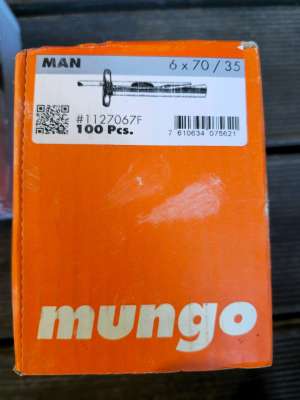 MAN
6 x 70 / 35
#1127067F
100 Pcs.
7 610634 075621
mungo